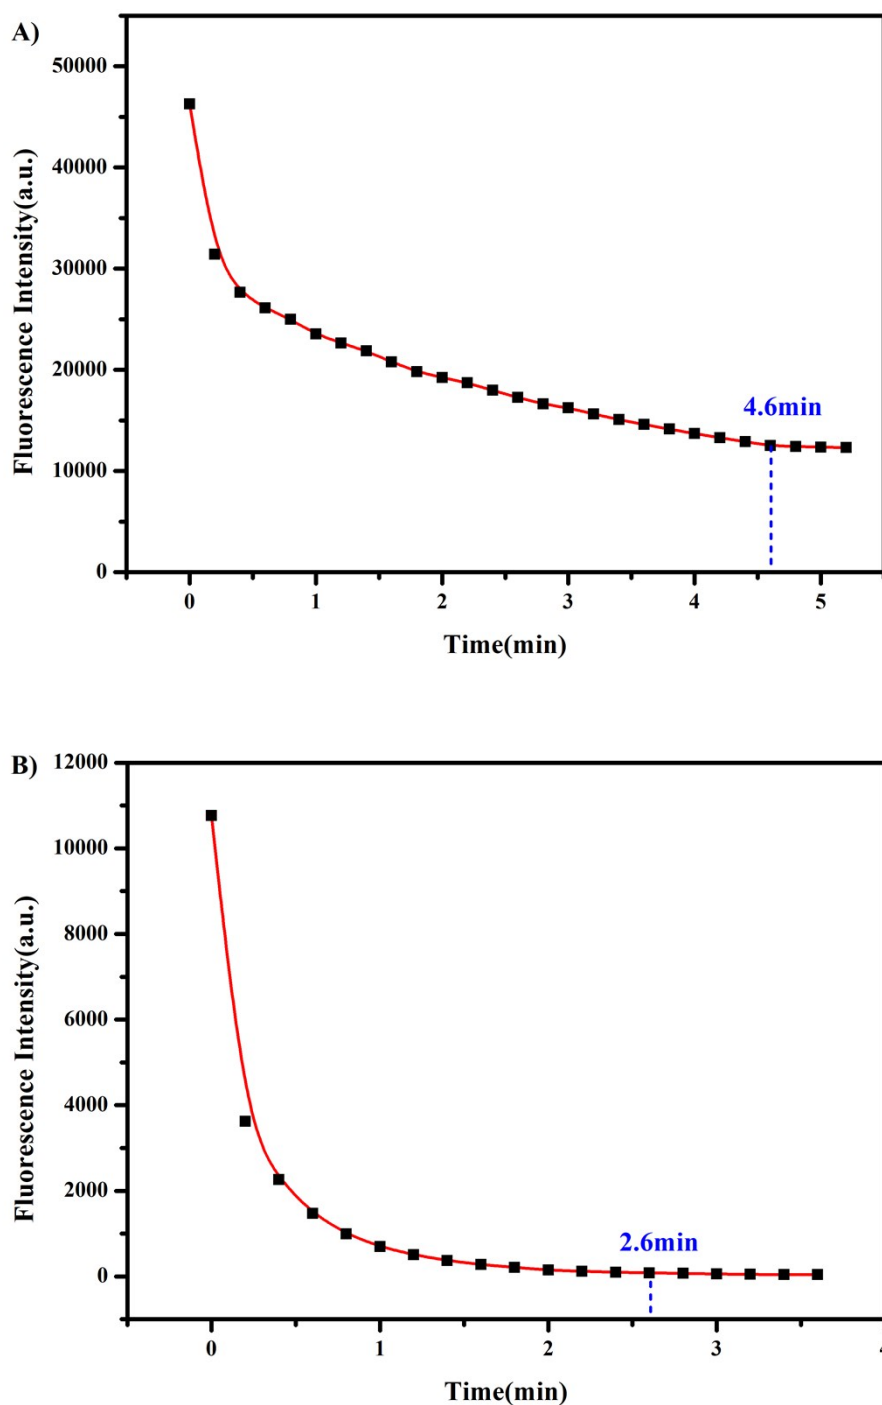 A)
50000
40000
30000
20000
10000
0
Fluorescence Intensity(a.u.)
4.6min
0 1 2 3 4 5
Time(min)
B)
12000
10000
8000
6000
4000
2000
0
Fluorescence Intensity(a.u.)
2.6min
0 1 2 3 4
Time(min)